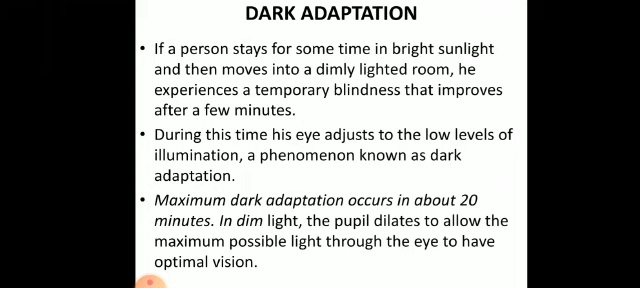 DARK ADAPTATION
• If a person stays for some time in bright sunlight
and then moves into a dimly lighted room, he
experiences a temporary blindness that improves
after a few minutes.
• During this time his eye adjusts to the low levels of
illumination, a phenomenon known as dark
adaptation.
• Maximum dark adaptation occurs in about 20
minutes. In dim light, the pupil dilates to allow the
maximum possible light through the eye to have
optimal vision.